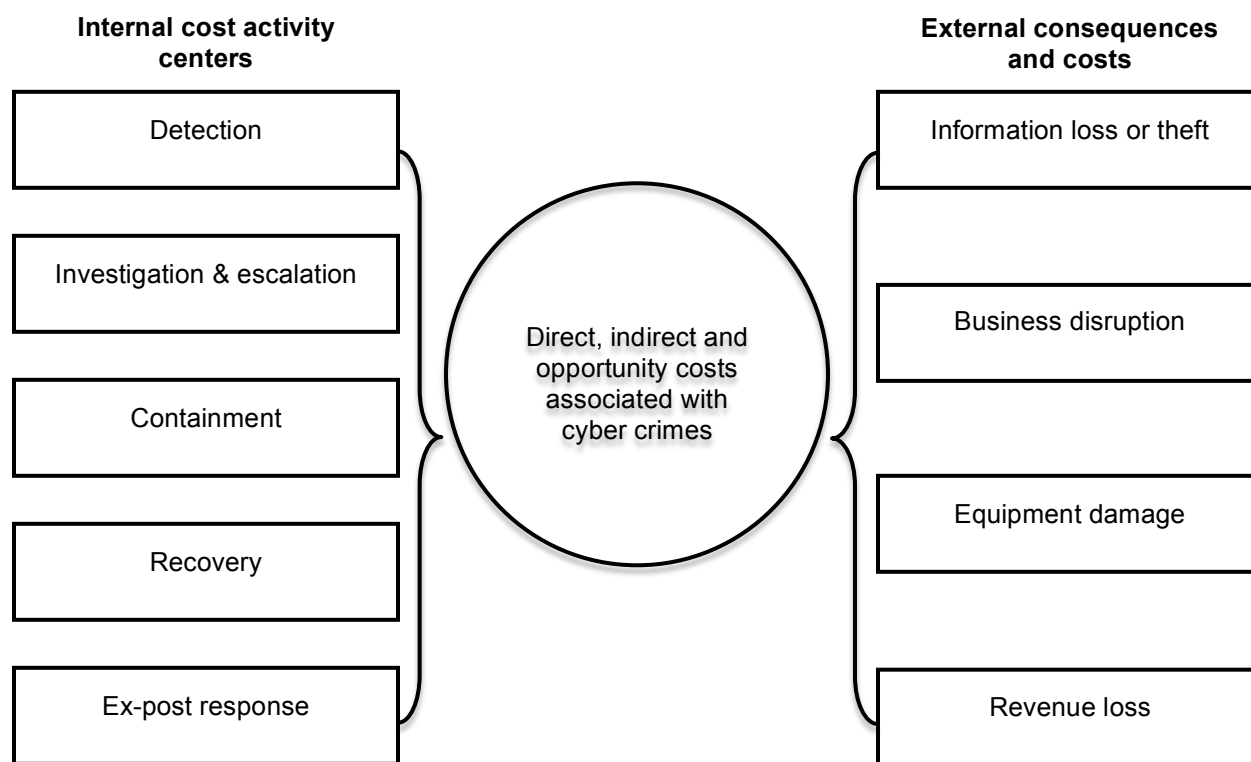 Internal cost activity
centers
Detection
Investigation & escalation
Containment
Recovery
Ex-post response
Direct, indirect and
opportunity costs
associated with
cyber crimes
External consequences
and costs
Information loss or theft
Business disruption
Equipment damage
Revenue loss